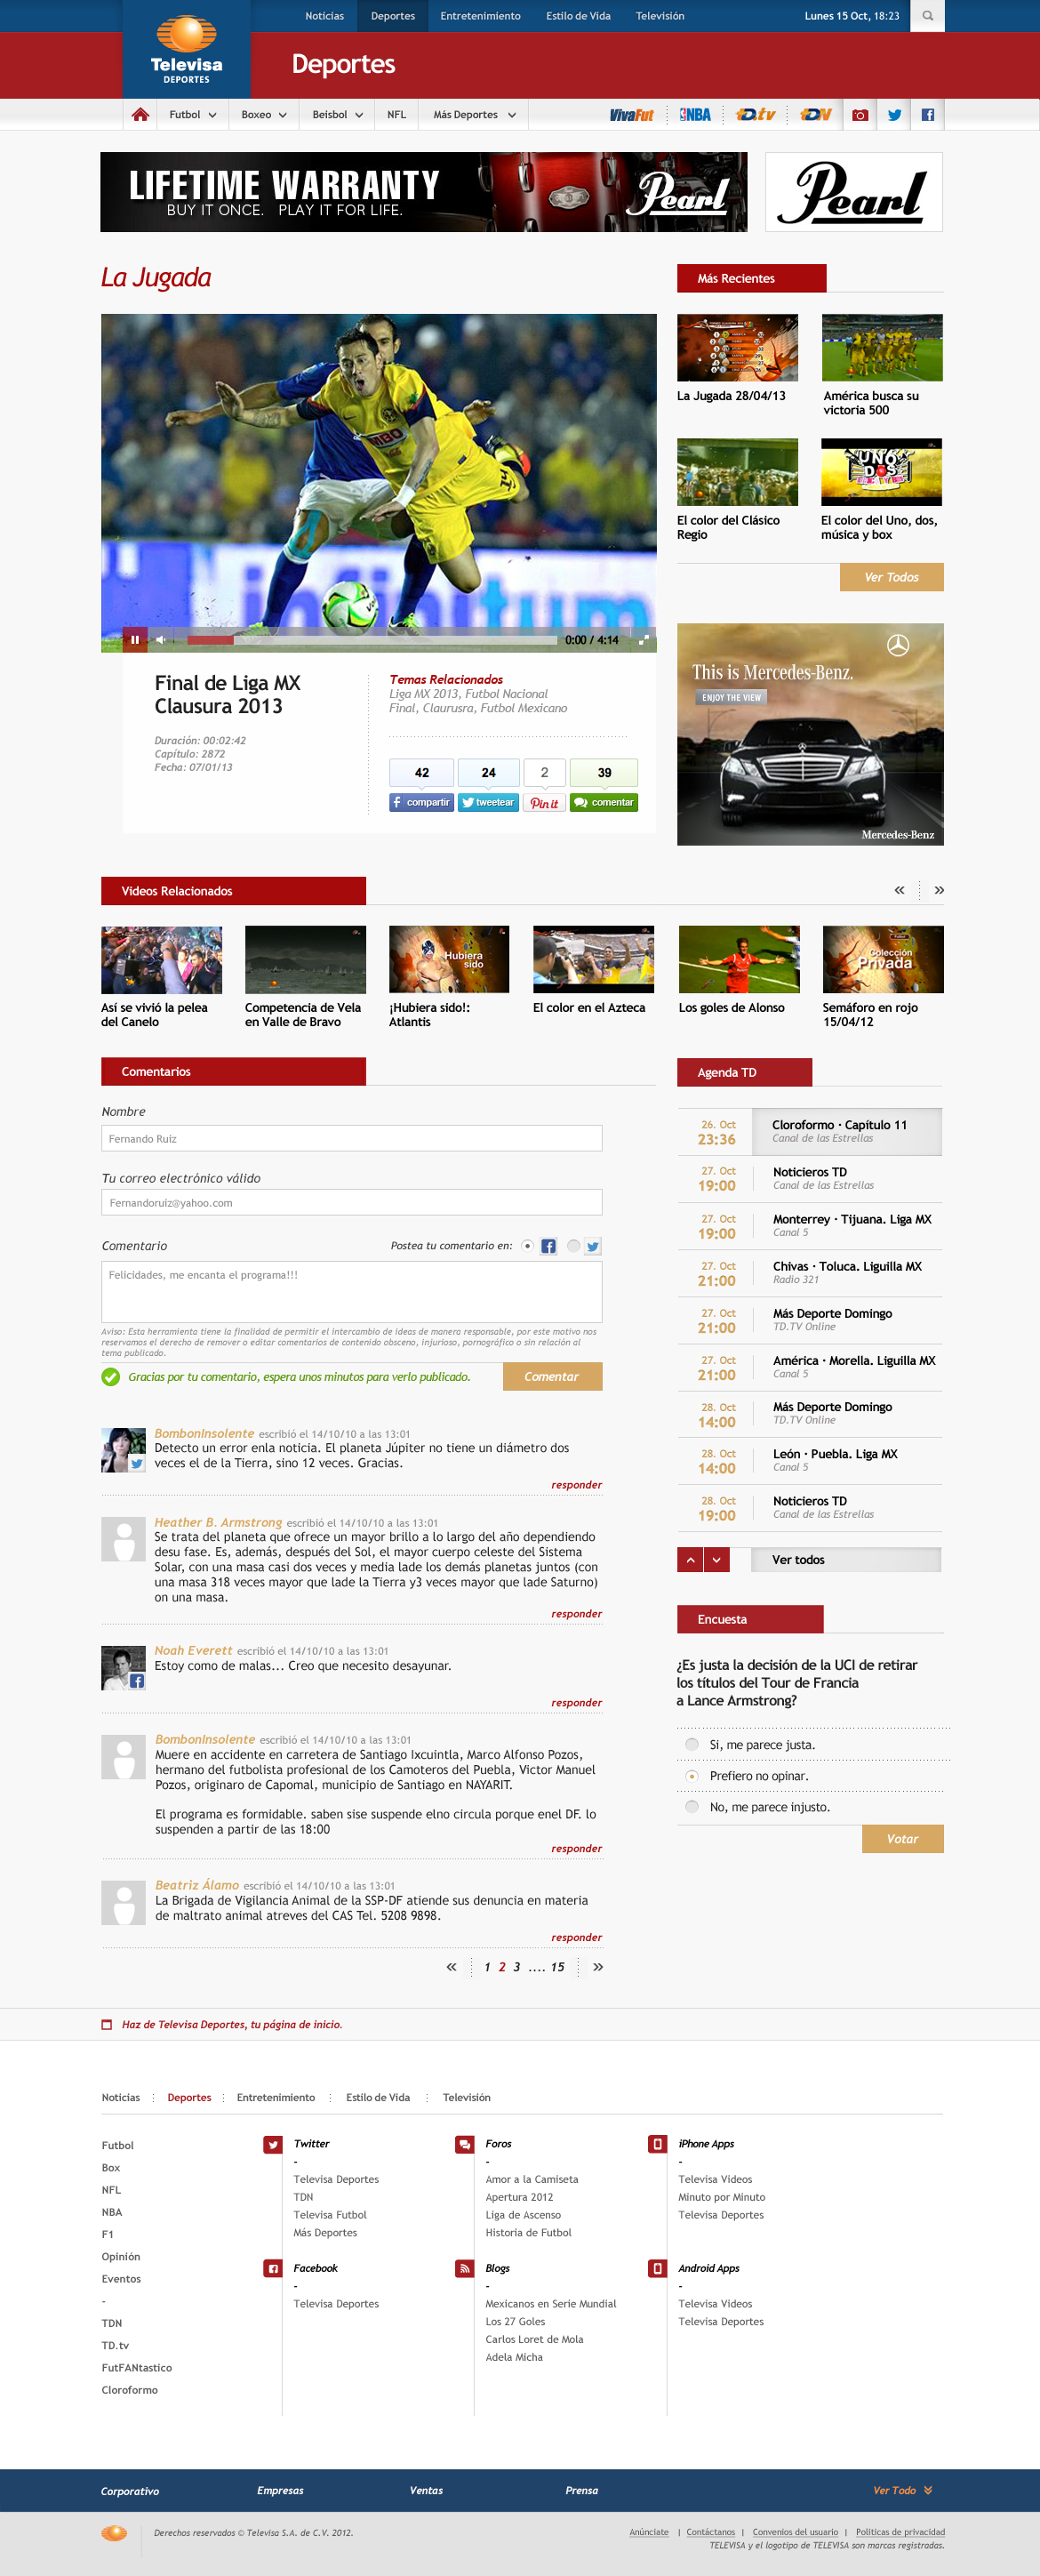 Noticias Deportes Entretenimiento Estilo de Vida Televisión
Lunes 15 Oct, 18:23
Televisa
DEPORTES
Deportes
Futbol Boxeo Beisbol NFL Más Deportes
VivaFut NBA TD.tv TDN
LIFETIME WARRANTY
BUY IT ONCE. PLAY IT FOR LIFE.
Pearl
Pearl
La Jugada
MBO
0:00 / 4:14
Final de Liga MX
Clausura 2013
Duración: 00:02:42
Capítulo: 2872
Fecha: 07/01/13
Temas Relacionados
Liga MX 2013, Futbol Nacional
Final, Claurusra, Futbol Mexicano
42 24 2 39
compartir tweetear Pin it comentar
Más Recientes
La Jugada 28/04/13
América busca su
victoria 500
El color del Clásico
Regio
UNO DOS
El color del Uno, dos,
música y box
Ver Todos
This is Mercedes-Benz.
ENJOY THE VIEW
Mercedes-Benz
Videos Relacionados
« »
Hubiera
sido
Colección
Privada
Así se vivió la pelea
del Canelo
Competencia de Vela
en Valle de Bravo
¡Hubiera sido!:
Atlantis
El color en el Azteca
Los goles de Alonso
Semáforo en rojo
15/04/12
Comentarios
Nombre
Fernando Ruiz
Tu correo electrónico válido
Fernandoruiz@yahoo.com
Comentario
Postea tu comentario en:
Felicidades, me encanta el programa!!!
Aviso: Esta herramienta tiene la finalidad de permitir el intercambio de ideas de manera responsable, por este motivo nos
reservamos el derecho de remover o editar comentarios de contenido obsceno, injurioso, pornográfico o sin relación al
tema publicado.
Gracias por tu comentario, espera unos minutos para verlo publicado.
Comentar
BombonInsolente escribió el 14/10/10 a las 13:01
Detecto un error enla noticia. El planeta Júpiter no tiene un diámetro dos
veces el de la Tierra, sino 12 veces. Gracias.
responder
Heather B. Armstrong escribió el 14/10/10 a las 13:01
Se trata del planeta que ofrece un mayor brillo a lo largo del año dependiendo
desu fase. Es, además, después del Sol, el mayor cuerpo celeste del Sistema
Solar, con una masa casi dos veces y media lade los demás planetas juntos (con
una masa 318 veces mayor que lade la Tierra y3 veces mayor que lade Saturno)
on una masa.
responder
Noah Everett escribió el 14/10/10 a las 13:01
Estoy como de malas... Creo que necesito desayunar.
responder
BombonInsolente escribió el 14/10/10 a las 13:01
Muere en accidente en carretera de Santiago Ixcuintla, Marco Alfonso Pozos,
hermano del futbolista profesional de los Camoteros del Puebla, Victor Manuel
Pozos, originaro de Capomal, municipio de Santiago en NAYARIT.
El programa es formidable. saben sise suspende elno circula porque enel DF. lo
suspenden a partir de las 18:00
responder
Beatriz Álamo escribió el 14/10/10 a las 13:01
La Brigada de Vigilancia Animal de la SSP-DF atiende sus denuncia en materia
de maltrato animal atreves del CAS Tel. 5208 9898.
responder
« 1 2 3 .... 15 »
Agenda TD
26. Oct
23:36
Cloroformo · Capítulo 11
Canal de las Estrellas
27. Oct
19:00
Noticieros TD
Canal de las Estrellas
27. Oct
19:00
Monterrey · Tijuana. Liga MX
Canal 5
27. Oct
21:00
Chivas · Toluca. Liguilla MX
Radio 321
27. Oct
21:00
Más Deporte Domingo
TD.TV Online
27. Oct
21:00
América · Morella. Liguilla MX
Canal 5
28. Oct
14:00
Más Deporte Domingo
TD.TV Online
28. Oct
14:00
León · Puebla. Liga MX
Canal 5
28. Oct
19:00
Noticieros TD
Canal de las Estrellas
Ver todos
Encuesta
¿Es justa la decisión de la UCI de retirar
los títulos del Tour de Francia
a Lance Armstrong?
Si, me parece justa.
Prefiero no opinar.
No, me parece injusto.
Votar
Haz de Televisa Deportes, tu página de inicio.
Noticias Deportes Entretenimiento Estilo de Vida Televisión
Futbol
Box
NFL
NBA
F1
Opinión
Eventos
-
TDN
TD.tv
FutFANtastico
Cloroformo
Twitter
-
Televisa Deportes
TDN
Televisa Futbol
Más Deportes
Facebook
-
Televisa Deportes
Foros
-
Amor a la Camiseta
Apertura 2012
Liga de Ascenso
Historia de Futbol
Blogs
-
Mexicanos en Serie Mundial
Los 27 Goles
Carlos Loret de Mola
Adela Micha
iPhone Apps
-
Televisa Videos
Minuto por Minuto
Televisa Deportes
Android Apps
-
Televisa Videos
Televisa Deportes
Corporativo Empresas Ventas Prensa Ver Todo
Derechos reservados © Televisa S.A. de C.V. 2012.
Anúnciate | Contáctanos | Convenios del usuario | Políticas de privacidad
TELEVISA y el logotipo de TELEVISA son marcas registradas.